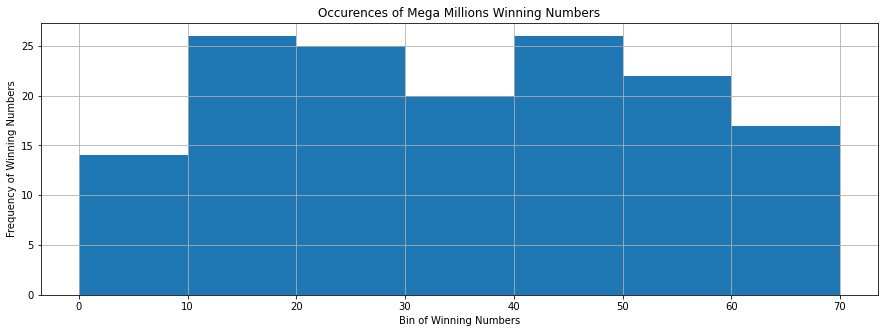 Occurences of Mega Millions Winning Numbers
Frequency of Winning Numbers
25
20
15
10
5
0
0 10 20 30 40 50 60 70
Bin of Winning Numbers